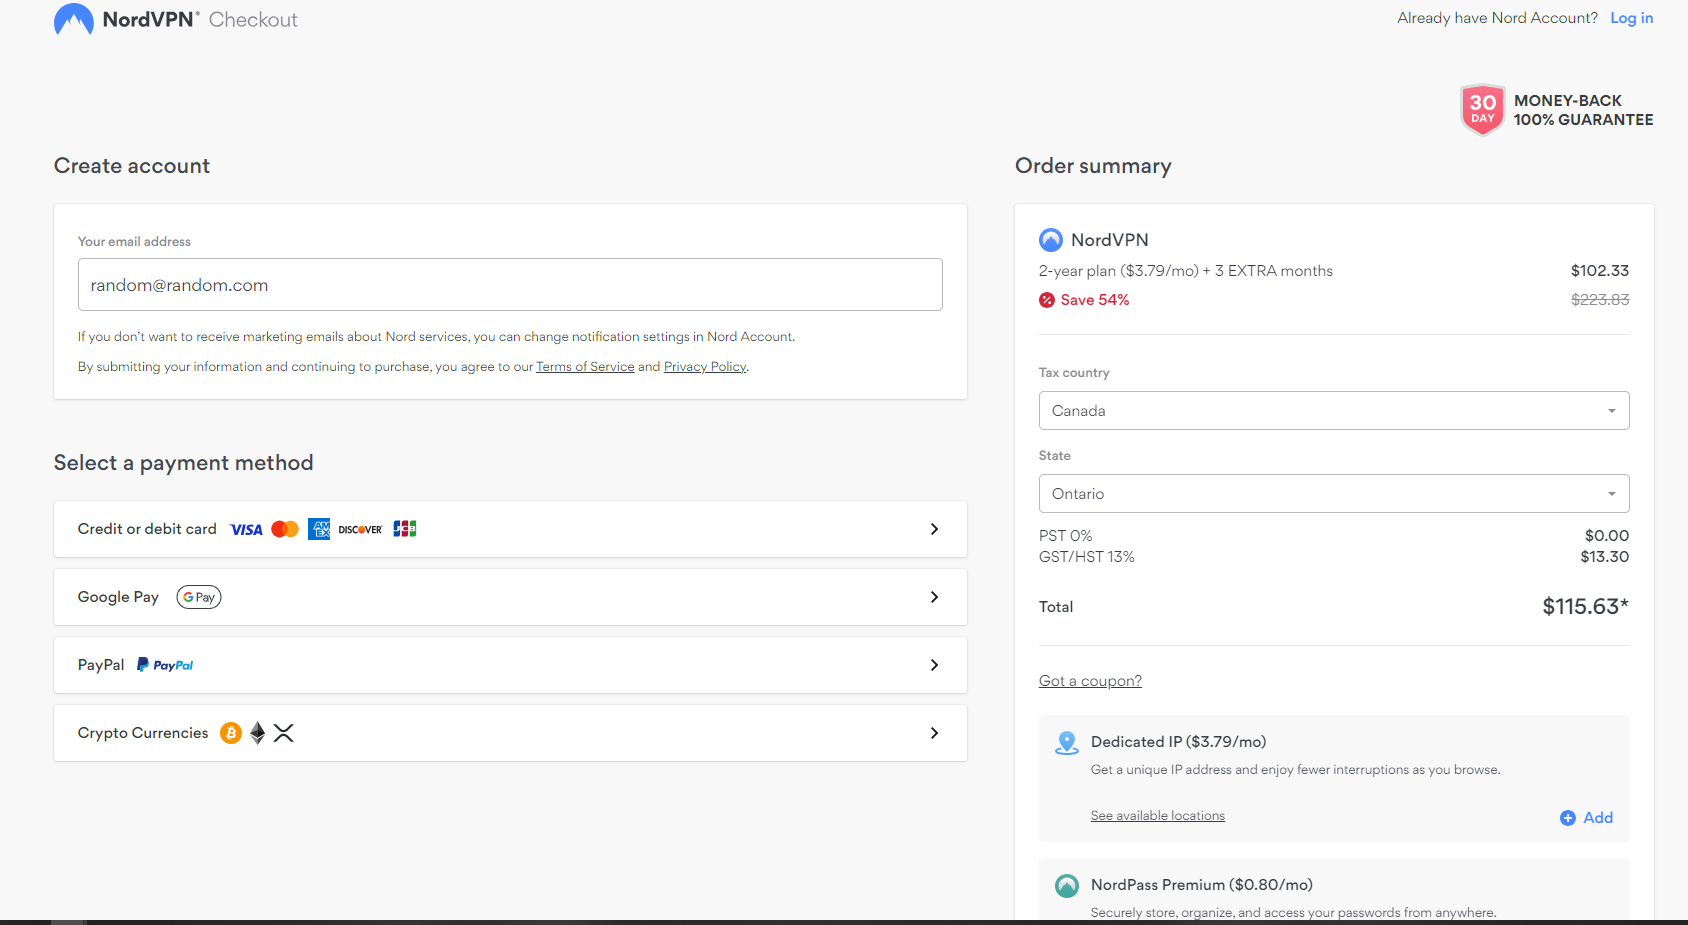 NordVPN® Checkout
Already have Nord Account? Log in
30 DAY
MONEY-BACK
100% GUARANTEE
Create account
Your email address
random@random.com
If you don't want to receive marketing emails about Nord services, you can change notification settings in Nord Account.
By submitting your information and continuing to purchase, you agree to our Terms of Service and Privacy Policy.
Select a payment method
Credit or debit card VISA AM EX DISCOVER JCB
Google Pay G Pay
PayPal PayPal
Crypto Currencies
Order summary
NordVPN
2-year plan ($3.79/mo) + 3 EXTRA months $102.33
Save 54% $223.83
Tax country
Canada
State
Ontario
PST 0% $0.00
GST/HST 13% $13.30
Total $115.63*
Got a coupon?
Dedicated IP ($3.79/mo)
Get a unique IP address and enjoy fewer interruptions as you browse.
See available locations
Add
NordPass Premium ($0.80/mo)
Securely store, organize, and access your passwords from anywhere.